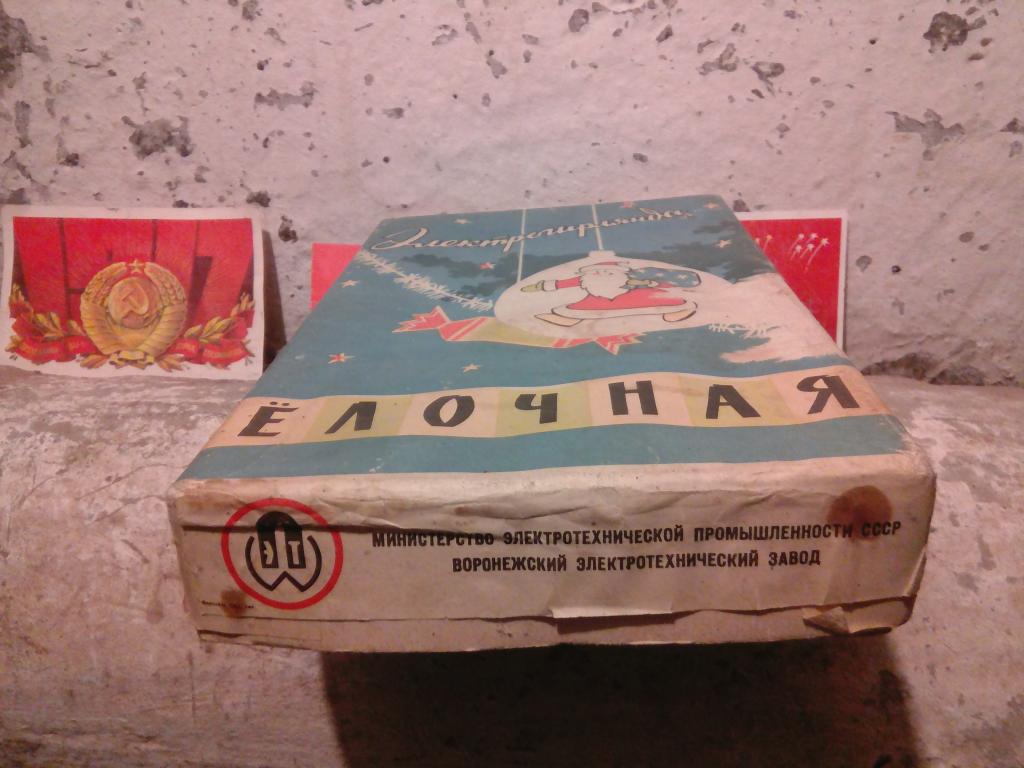 Электрогирлянда
ЁЛОЧНАЯ
ЭТ
МИНИСТЕРСТВО ЭЛЕКТРОТЕХНИЧЕСКОЙ ПРОМЫШЛЕННОСТИ СССР
ВОРОНЕЖСКИЙ ЭЛЕКТРОТЕХНИЧЕСКИЙ ЗАВОД